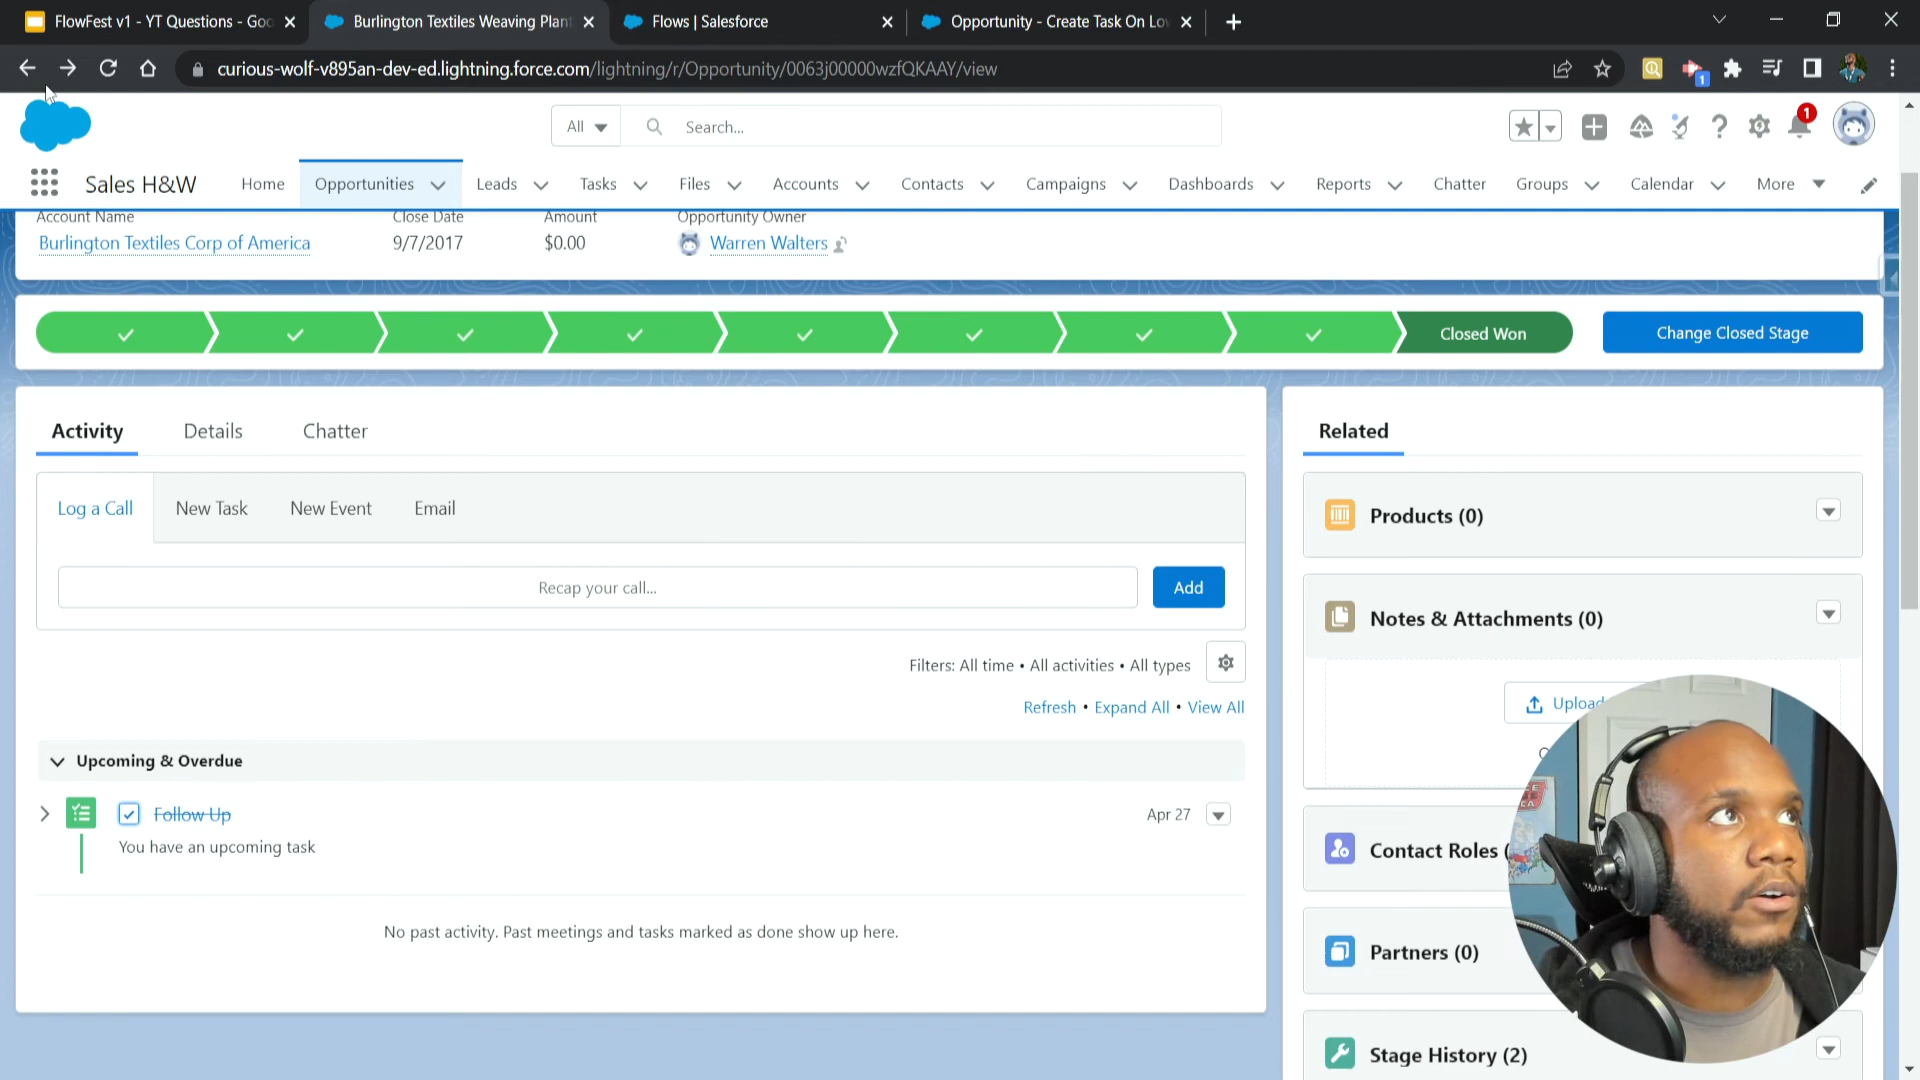 FlowFest v1 - YT Questions - Goo
Burlington Textiles Weaving Plant
Flows | Salesforce
Opportunity - Create Task On Lo
curious-wolf-v895an-dev-ed.lightning.force.com/lightning/r/Opportunity/0063j00000wzfQKAAY/view
1
All
Search...
1
Sales H&W
Home
Opportunities
Leads
Tasks
Files
Accounts
Contacts
Campaigns
Dashboards
Reports
Chatter
Groups
Calendar
More
Account Name
Close Date
Amount
Opportunity Owner
Burlington Textiles Corp of America
9/7/2017
$0.00
Warren Walters
Closed Won
Change Closed Stage
Activity
Details
Chatter
Related
Log a Call
New Task
New Event
Email
Products (0)
Recap your call...
Add
Notes & Attachments (0)
Filters: All time • All activities • All types
Refresh • Expand All • View All
Upload
Upcoming & Overdue
Follow Up
Apr 27
You have an upcoming task
Contact Roles (
No past activity. Past meetings and tasks marked as done show up here.
Partners (0)
Stage History (2)